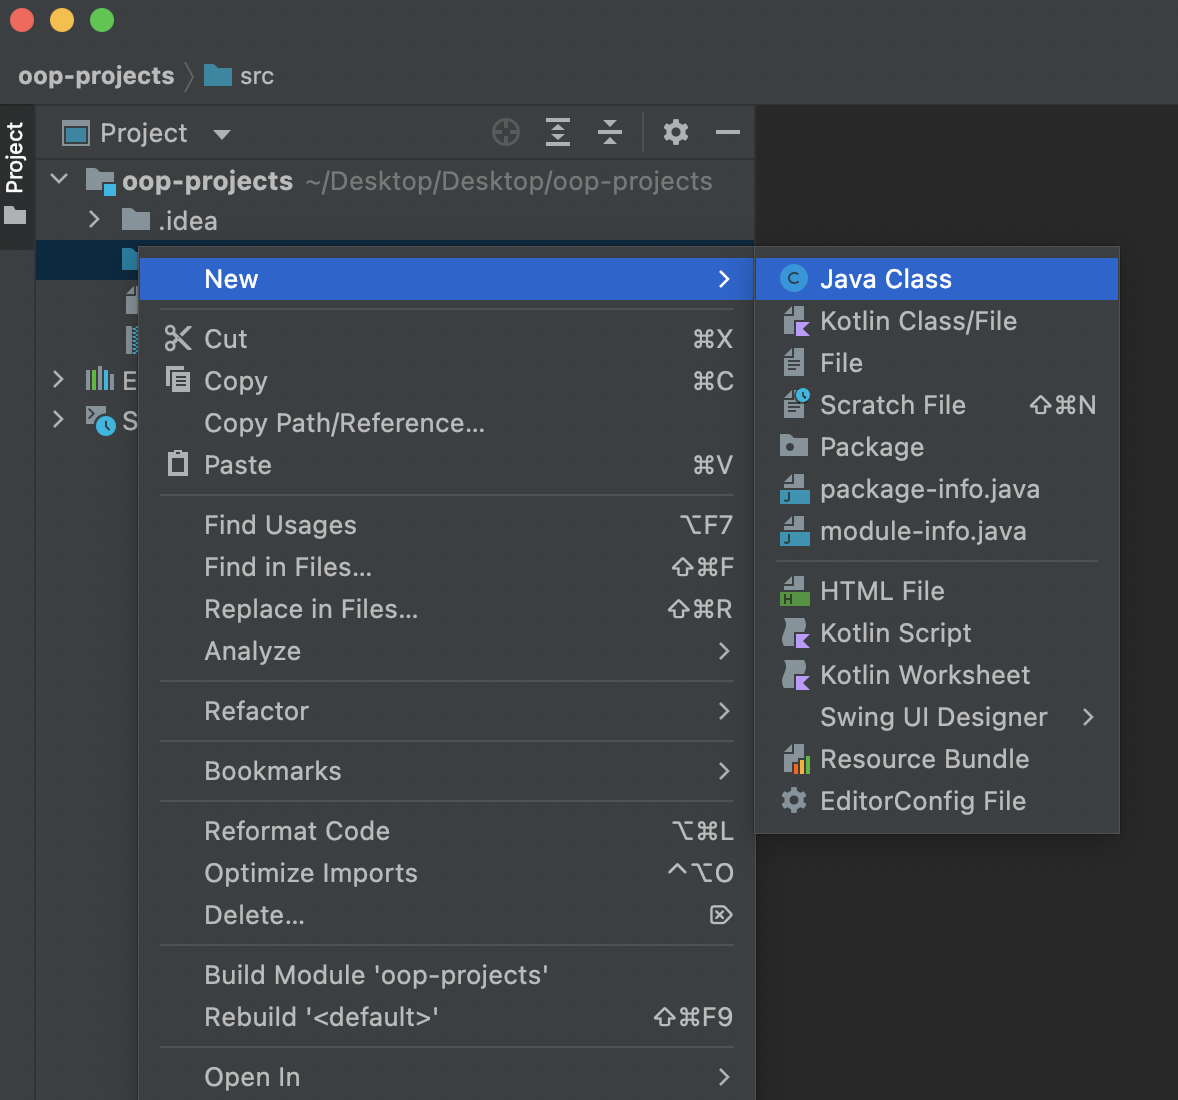 oop-projects src
Project
Project
oop-projects ~/Desktop/Desktop/oop-projects
.idea
New
Cut ⌘X
Copy ⌘C
Copy Path/Reference...
Paste ⌘V
Find Usages ⌥F7
Find in Files... ⇧⌘F
Replace in Files... ⇧⌘R
Analyze
Refactor
Bookmarks
Reformat Code ⌥⌘L
Optimize Imports ^⌥O
Delete... ⌦
Build Module 'oop-projects'
Rebuild '<default>' ⇧⌘F9
Open In
E
S
Java Class
Kotlin Class/File
File
Scratch File ⇧⌘N
Package
package-info.java
module-info.java
HTML File
Kotlin Script
Kotlin Worksheet
Swing UI Designer
Resource Bundle
EditorConfig File